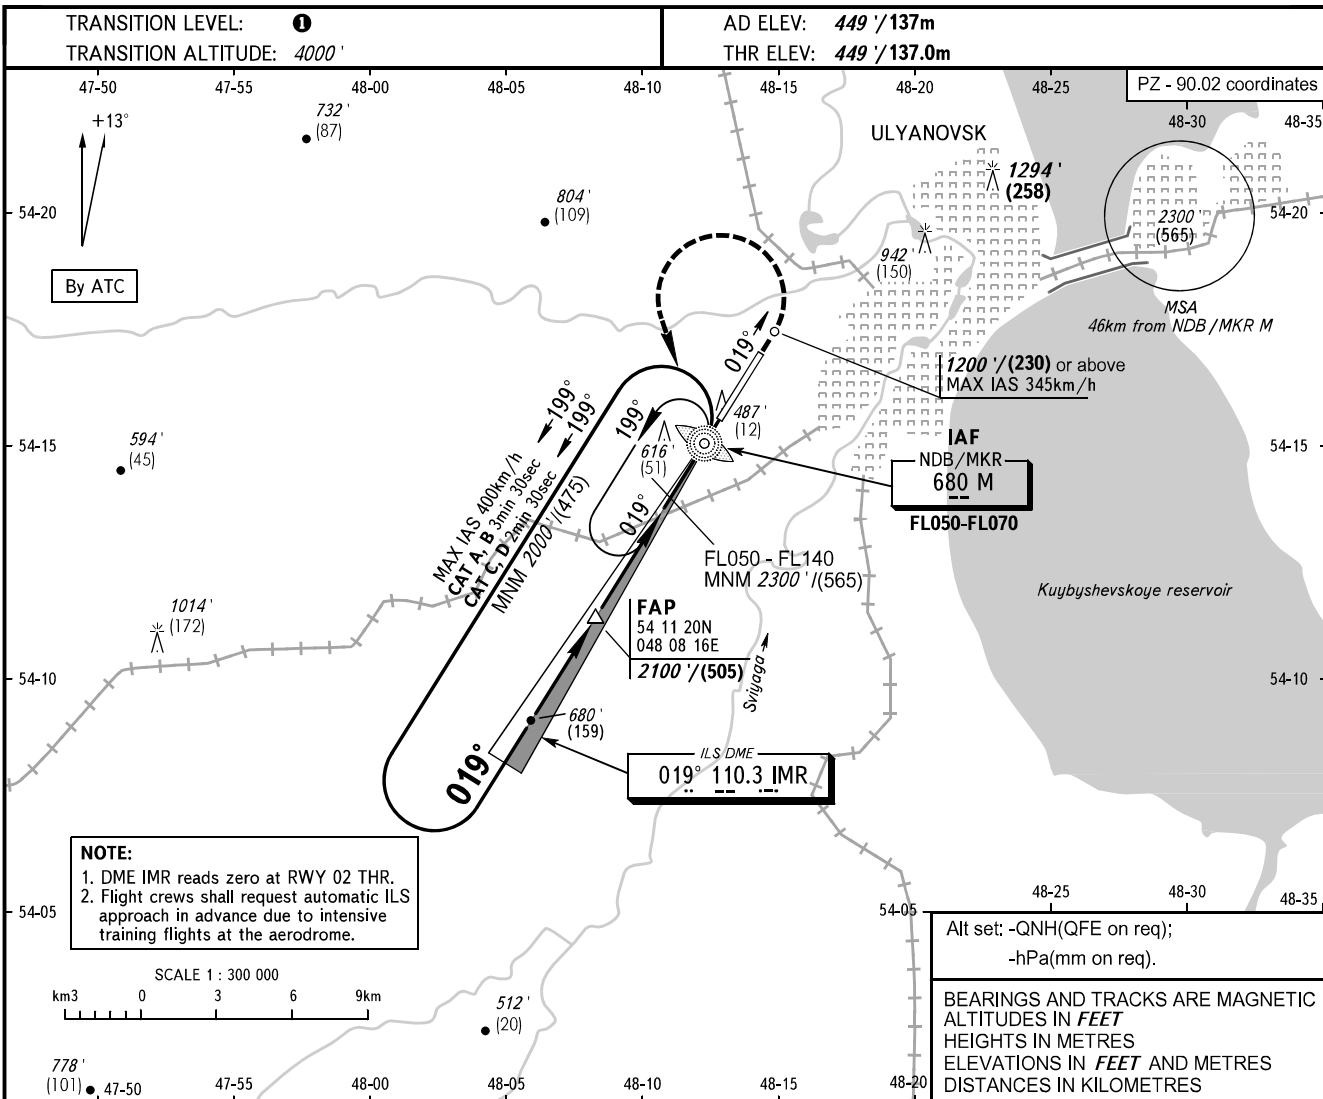 TRANSITION LEVEL: 1
TRANSITION ALTITUDE: 4000 '
AD ELEV: 449 '/137m
THR ELEV: 449 '/137.0m
47-50 47-55 48-00 48-05 48-10 48-15 48-20 48-25
PZ - 90.02 coordinates
48-30 48-35
+13°
732 '
(87)
ULYANOVSK
1294 '
(258)
804 '
(109)
54-20
2300 '
(565)
54-20
942 '
(150)
By ATC
MSA
46km from NDB/MKR M
019°
1200 '/(230) or above
MAX IAS 345km/h
199°
199°
199°
487 '
(12)
594 '
(45)
54-15
616 '
(51)
IAF
NDB/MKR
680 M
FL050-FL070
54-15
MAX IAS 400km/h
CAT A, B 3min 30sec
CAT C, D 2min 30sec
MNM 2000 '/(475)
019°
FL050 - FL140
MNM 2300 '/(565)
Kuybyshevskoye reservoir
1014 '
(172)
FAP
54 11 20N
048 08 16E
2100 '/(505)
54-10
54-10
Sviyaga
680 '
(159)
019°
ILS DME
019° 110.3 IMR
NOTE:
1. DME IMR reads zero at RWY 02 THR.
2. Flight crews shall request automatic ILS
approach in advance due to intensive
training flights at the aerodrome.
48-25 48-30 48-35
54-05
54-05
Alt set: -QNH(QFE on req);
-hPa(mm on req).
SCALE 1 : 300 000
km3 0 3 6 9km
512 '
(20)
BEARINGS AND TRACKS ARE MAGNETIC
ALTITUDES IN FEET
HEIGHTS IN METRES
ELEVATIONS IN FEET AND METRES
DISTANCES IN KILOMETRES
778 '
(101)
47-50 47-55 48-00 48-05 48-10 48-15 48-20